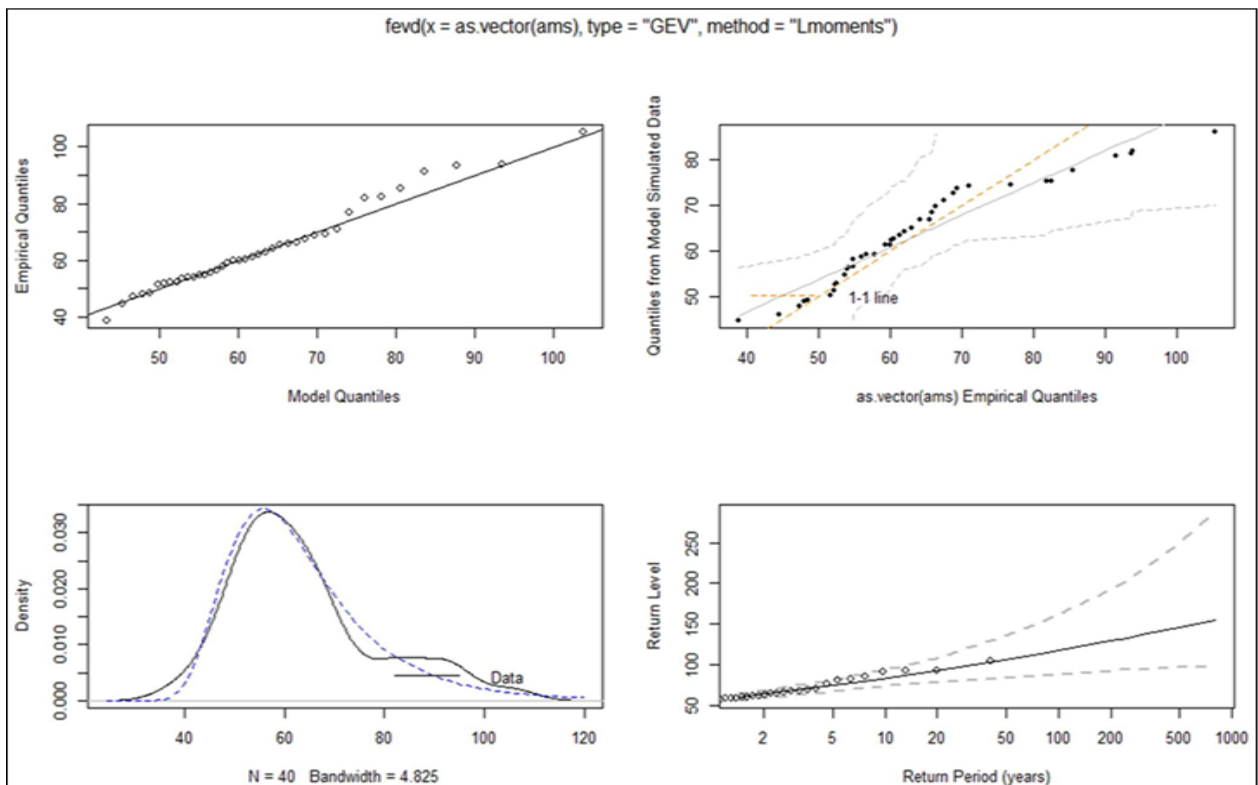 fevd(x = as.vector(ams), type = "GEV", method = "Lmoments")
Empirical Quantiles
100
80
60
40
50 60 70 80 90 100
Model Quantiles
Quantiles from Model Simulated Data
80
70
60
50
1-1 line
40 50 60 70 80 90 100
as.vector(ams) Empirical Quantiles
Density
0.030
0.020
0.010
0.000
Data
40 60 80 100 120
N = 40 Bandwidth = 4.825
Return Level
250
200
150
100
50
2 5 10 20 50 100 200 500 1000
Return Period (years)